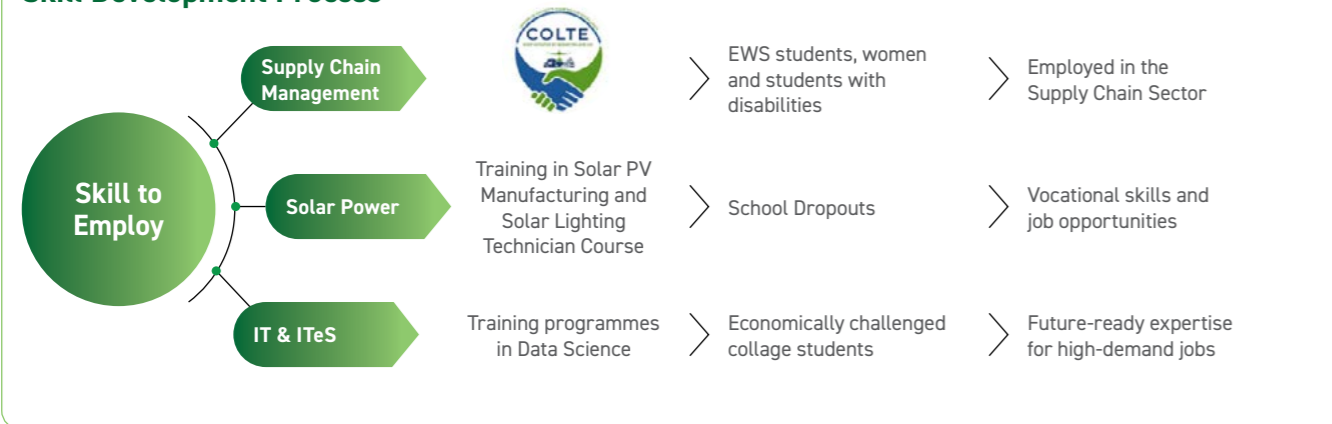 Skill Development Process
Supply Chain
Management
COLTE
EWS students, women
and students with
disabilities
Employed in the
Supply Chain Sector
Skill to
Employ
Solar Power
Training in Solar PV
Manufacturing and
Solar Lighting
Technician Course
School Dropouts
Vocational skills and
job opportunities
IT & ITeS
Training programmes
in Data Science
Economically challenged
collage students
Future-ready expertise
for high-demand jobs